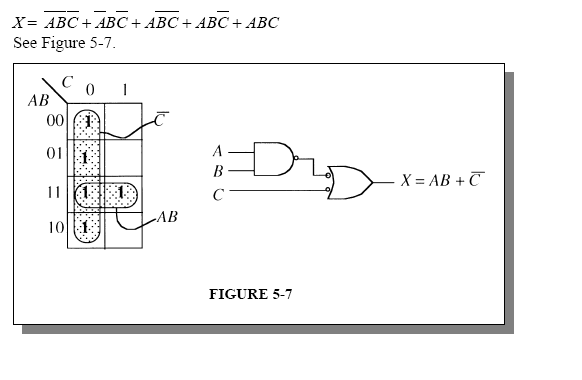 X = A̅B̅C̅ + A̅BC̅ + AB̅C̅ + ABC̅ + ABC
See Figure 5-7.
C
0 1
AB
00 1
C̅
01 1
11 1 1
10 1
AB
A
B
C
X = AB + C̅
FIGURE 5-7